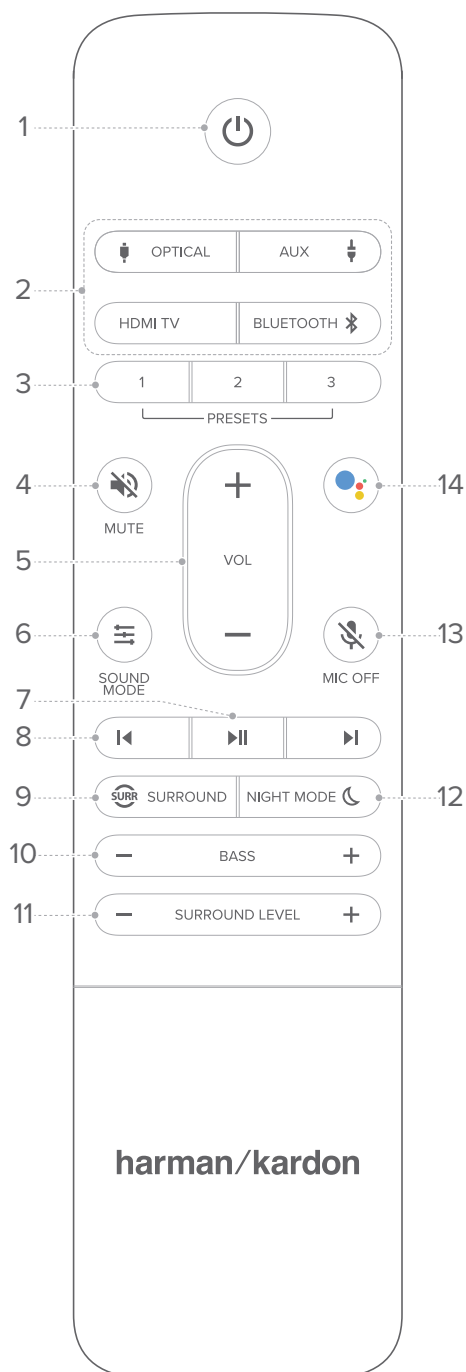 1
OPTICAL AUX
2
HDMI TV BLUETOOTH
3 1 2 3
PRESETS
4 + 14
MUTE
5 VOL
6 − 13
SOUND MODE MIC OFF
7
8
9 SURR SURROUND NIGHT MODE 12
10 − BASS +
11 − SURROUND LEVEL +
harman/kardon